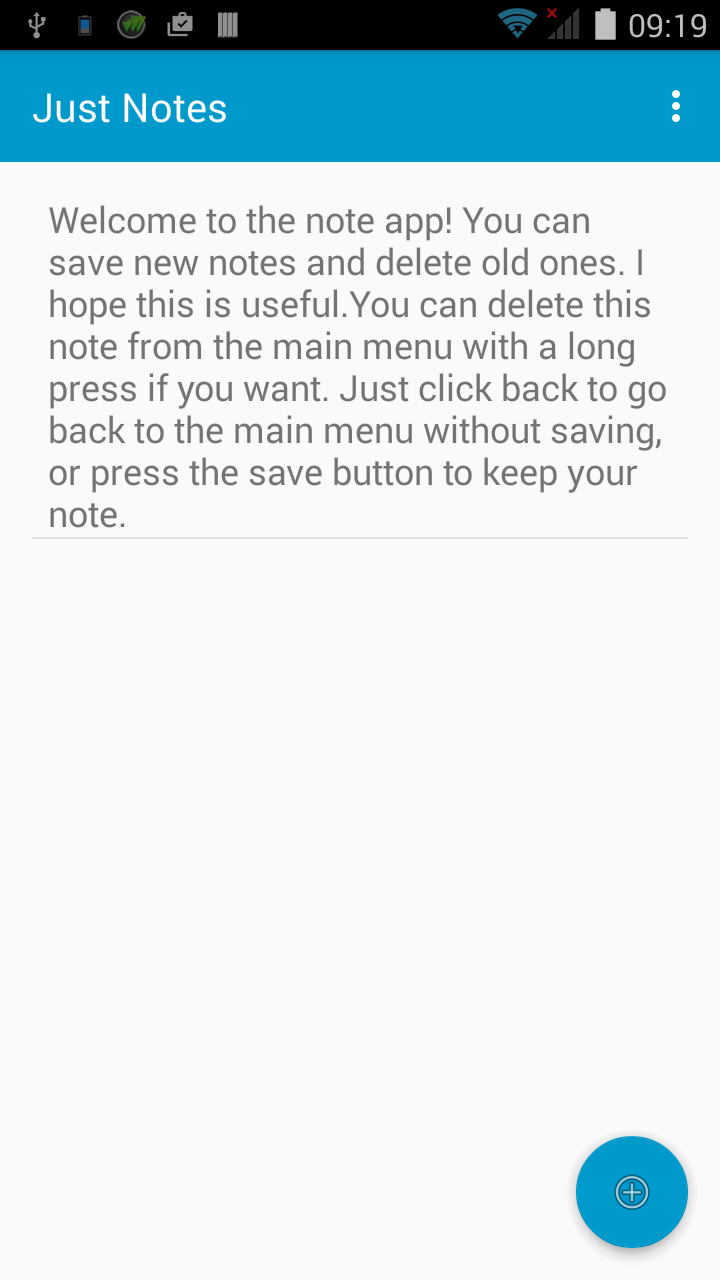 09:19
Just Notes
Welcome to the note app! You can
save new notes and delete old ones. I
hope this is useful.You can delete this
note from the main menu with a long
press if you want. Just click back to go
back to the main menu without saving,
or press the save button to keep your
note.